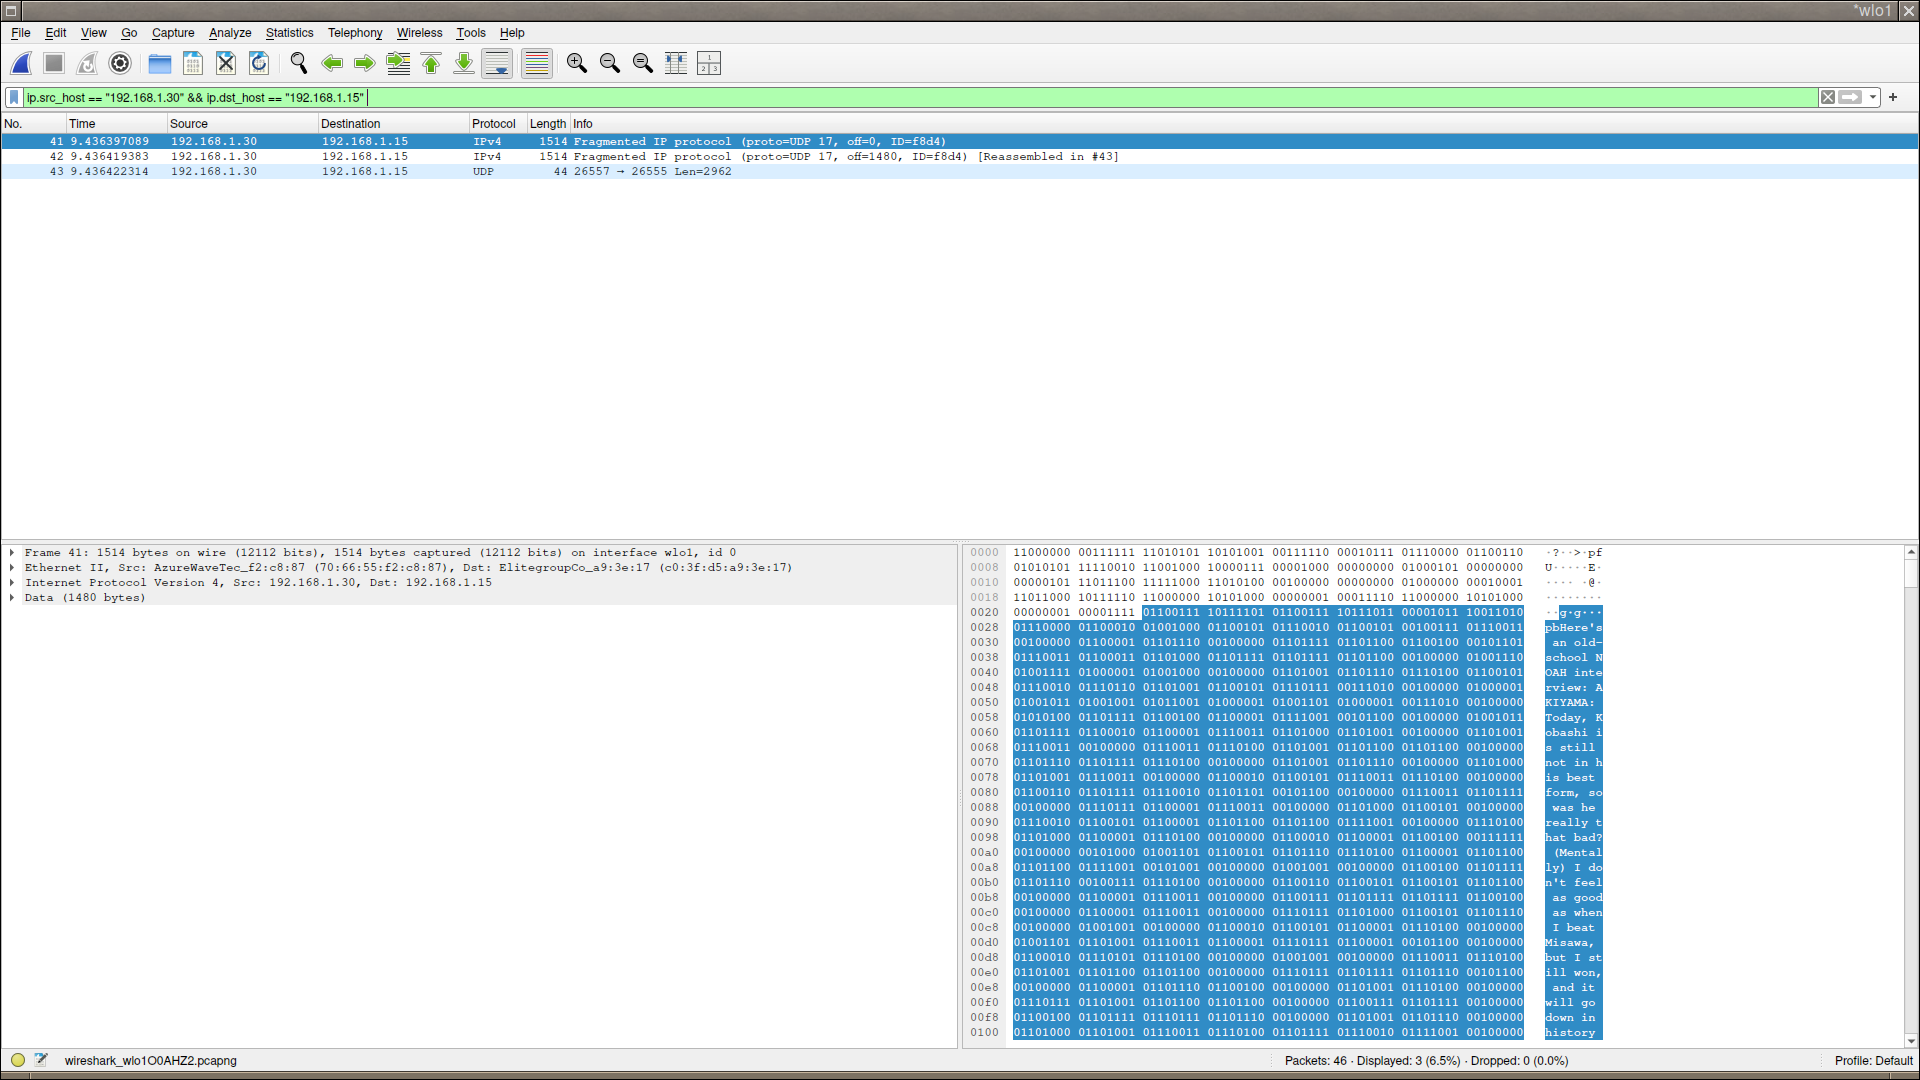 *wlo1
File Edit View Go Capture Analyze Statistics Telephony Wireless Tools Help
ip.src_host == "192.168.1.30" && ip.dst_host == "192.168.1.15"
No. Time Source Destination Protocol Length Info
41 9.436397089 192.168.1.30 192.168.1.15 IPv4 1514 Fragmented IP protocol (proto=UDP 17, off=0, ID=f8d4)
42 9.436419383 192.168.1.30 192.168.1.15 IPv4 1514 Fragmented IP protocol (proto=UDP 17, off=1480, ID=f8d4) [Reassembled in #43]
43 9.436422314 192.168.1.30 192.168.1.15 UDP 44 26557 → 26555 Len=2962
Frame 41: 1514 bytes on wire (12112 bits), 1514 bytes captured (12112 bits) on interface wlo1, id 0
Ethernet II, Src: AzureWaveTec_f2:c8:87 (70:66:55:f2:c8:87), Dst: ElitegroupCo_a9:3e:17 (c0:3f:d5:a9:3e:17)
Internet Protocol Version 4, Src: 192.168.1.30, Dst: 192.168.1.15
Data (1480 bytes)
0000 11000000 00111111 11010101 10101001 00111110 00010111 01110000 01100110 ·?··>·pf
0008 01010101 11110010 11001000 10000111 00001000 00000000 01000101 00000000 U·····E·
0010 00000101 11011100 11111000 11010100 00100000 00000000 01000000 00010001 ···· ·@·
0018 11011000 10111110 11000000 10101000 00000001 00011110 11000000 10101000 ········
0020 00000001 00001111 01100111 10111101 01100111 10111011 00001011 10011010 ··g·g···
0028 01110000 01100010 01001000 01100101 01110010 01100101 00100111 01110011 pbHere's
0030 00100000 01100001 01101110 00100000 01101111 01101100 01100100 00101101 an old-
0038 01110011 01100011 01101000 01101111 01101111 01101100 00100000 01001110 school N
0040 01001111 01000001 01001000 00100000 01101001 01101110 01110100 01100101 OAH inte
0048 01110010 01110110 01101001 01100101 01110111 00111010 00100000 01000001 rview: A
0050 01001011 01001001 01011001 01000001 01001101 01000001 00111010 00100000 KIYAMA:
0058 01010100 01101111 01100100 01100001 01111001 00101100 00100000 01001011 Today, K
0060 01101111 01100010 01100001 01110011 01101000 01101001 00100000 01101001 obashi i
0068 01110011 00100000 01110011 01110100 01101001 01101100 01101100 00100000 s still
0070 01101110 01101111 01110100 00100000 01101001 01101110 00100000 01101000 not in h
0078 01101001 01110011 00100000 01100010 01100101 01110011 01110100 00100000 is best
0080 01100110 01101111 01110010 01101101 00101100 00100000 01110011 01101111 form, so
0088 00100000 01110111 01100001 01110011 00100000 01101000 01100101 00100000 was he
0090 01110010 01100101 01100001 01101100 01101100 01111001 00100000 01110100 really t
0098 01101000 01100001 01110100 00100000 01100010 01100001 01100100 00111111 hat bad?
00a0 00100000 00101000 01001101 01100101 01101110 01110100 01100001 01101100 (Mental
00a8 01101100 01111001 00101001 00100000 01001001 00100000 01100100 01101111 ly) I do
00b0 01101110 00100111 01110100 00100000 01100110 01100101 01100101 01101100 n't feel
00b8 00100000 01100001 01110011 00100000 01100111 01101111 01101111 01100100 as good
00c0 00100000 01100001 01110011 00100000 01110111 01101000 01100101 01101110 as when
00c8 00100000 01001001 00100000 01100010 01100101 01100001 01110100 00100000 I beat
00d0 01001101 01101001 01110011 01100001 01110111 01100001 00101100 00100000 Misawa,
00d8 01100010 01110101 01110100 00100000 01001001 00100000 01110011 01110100 but I st
00e0 01101001 01101100 01101100 00100000 01110111 01101111 01101110 00101100 ill won,
00e8 00100000 01100001 01101110 01100100 00100000 01101001 01110100 00100000 and it
00f0 01110111 01101001 01101100 01101100 00100000 01100111 01101111 00100000 will go
00f8 01100100 01101111 01110111 01101110 00100000 01101001 01101110 00100000 down in
0100 01101000 01101001 01110011 01110100 01101111 01110010 01111001 00100000 history
wireshark_wlo1O0AHZ2.pcapng
Packets: 46 · Displayed: 3 (6.5%) · Dropped: 0 (0.0%)
Profile: Default